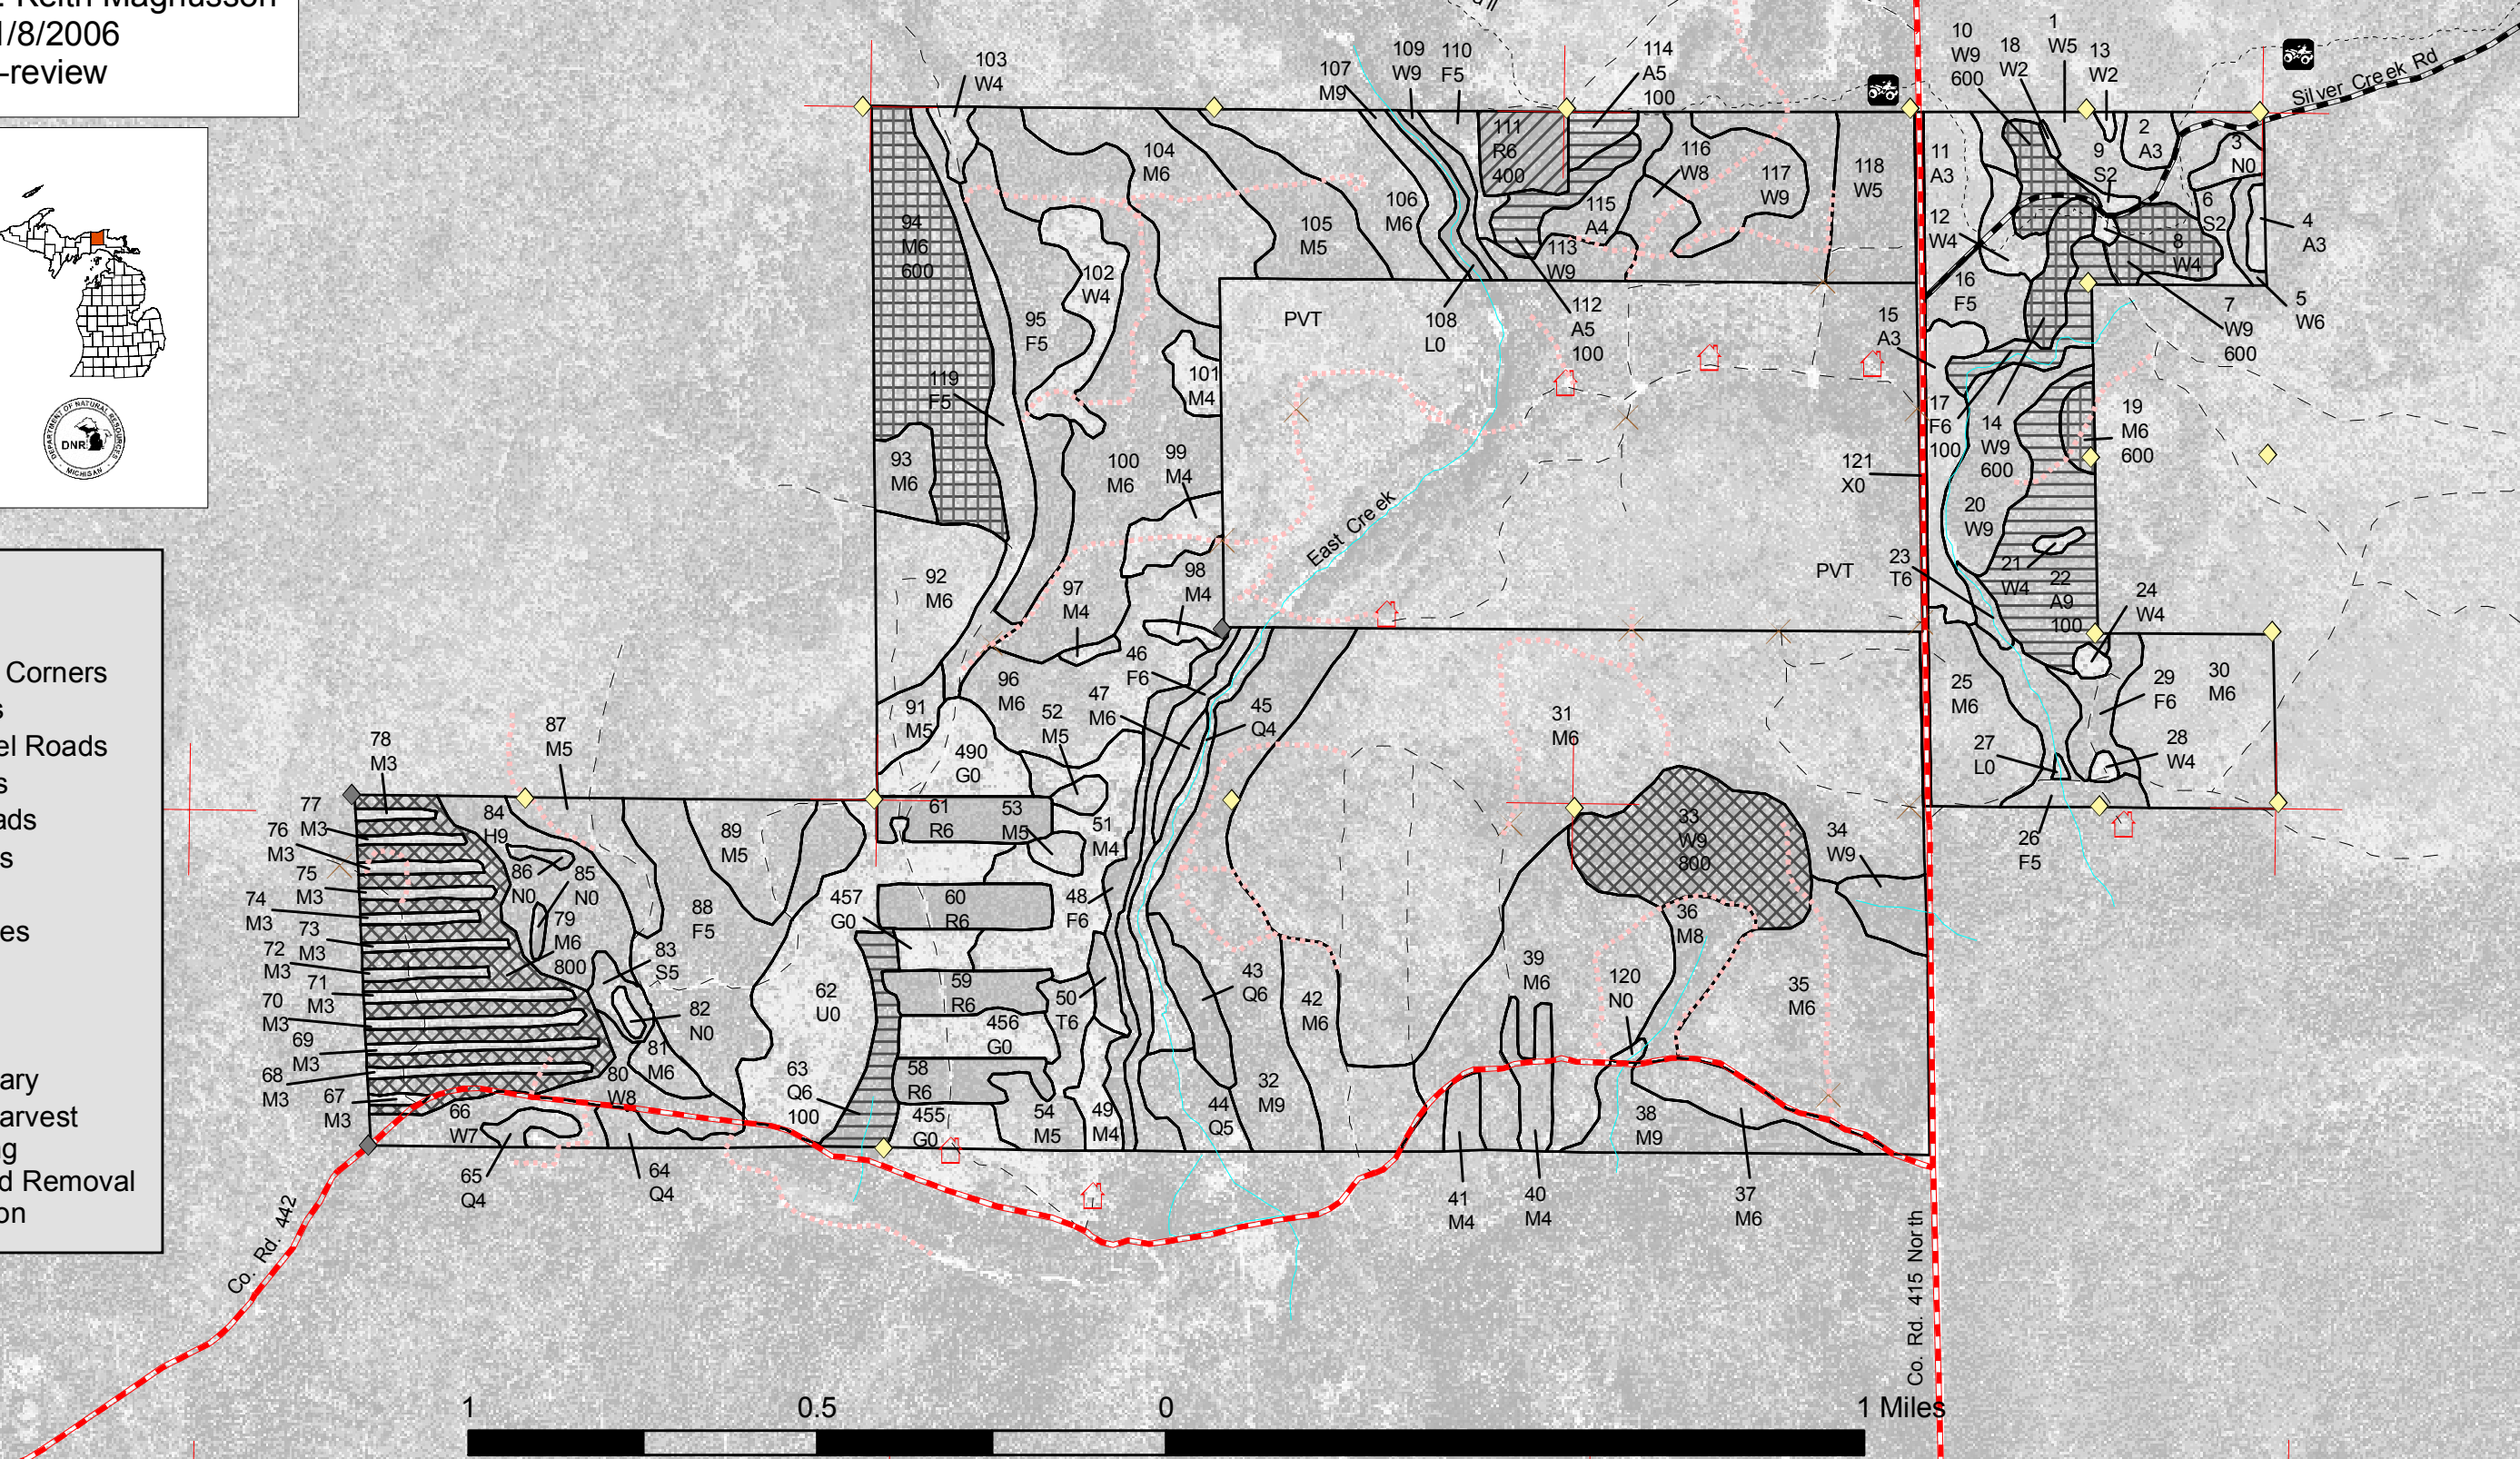 : Keith Magnusson
1/8/2006
-review
DEPARTMENT OF NATURAL RESOURCES
DNR
MICHIGAN
Corners
s
el Roads
s
ads
s
es
ary
arvest
g
d Removal
on
103
W4
107
M9
109
W9
110
F5
114
A5
100
10
W9
600
18
W2
1
W5
13
W2
Silver Creek Rd
104
M6
111
R6
400
116
W8
117
W9
118
W5
11
A3
9
S2
2
A3
3
N0
94
M6
600
105
M5
106
M6
115
A4
113
W9
12
W4
6
S2
4
A3
8
W4
102
W4
95
F5
PVT
108
L0
112
A5
100
16
F5
15
A3
7
W9
600
5
W6
119
F5
101
M4
17
F6
100
14
W9
600
19
M6
600
93
M6
100
M6
99
M4
121
X0
20
W9
East Creek
92
M6
97
M4
98
M4
PVT
23
T6
21
W4
22
A9
100
24
W4
46
F6
96
M6
47
M6
45
Q4
91
M5
52
M5
31
M6
25
M6
29
F6
30
M6
490
G0
27
L0
28
W4
78
M3
87
M5
77
M3
84
H9
89
M5
61
R6
53
M5
51
M4
33
W9
800
34
W9
26
F5
76
M3
86
N0
85
N0
75
M3
74
M3
79
M6
800
88
F5
457
G0
60
R6
48
F6
36
M8
73
M3
72
M3
83
S5
71
M3
62
U0
59
R6
50
T6
43
Q6
42
M6
39
M6
120
N0
35
M6
70
M3
82
N0
456
G0
69
M3
81
M6
68
M3
80
W8
63
Q6
100
58
R6
32
M9
67
M3
66
W7
455
G0
54
M5
49
M4
44
Q5
38
M9
65
Q4
64
Q4
41
M4
40
M4
37
M6
Co. Rd. 442
Co. Rd. 415 North
1
0.5
0
1 Miles